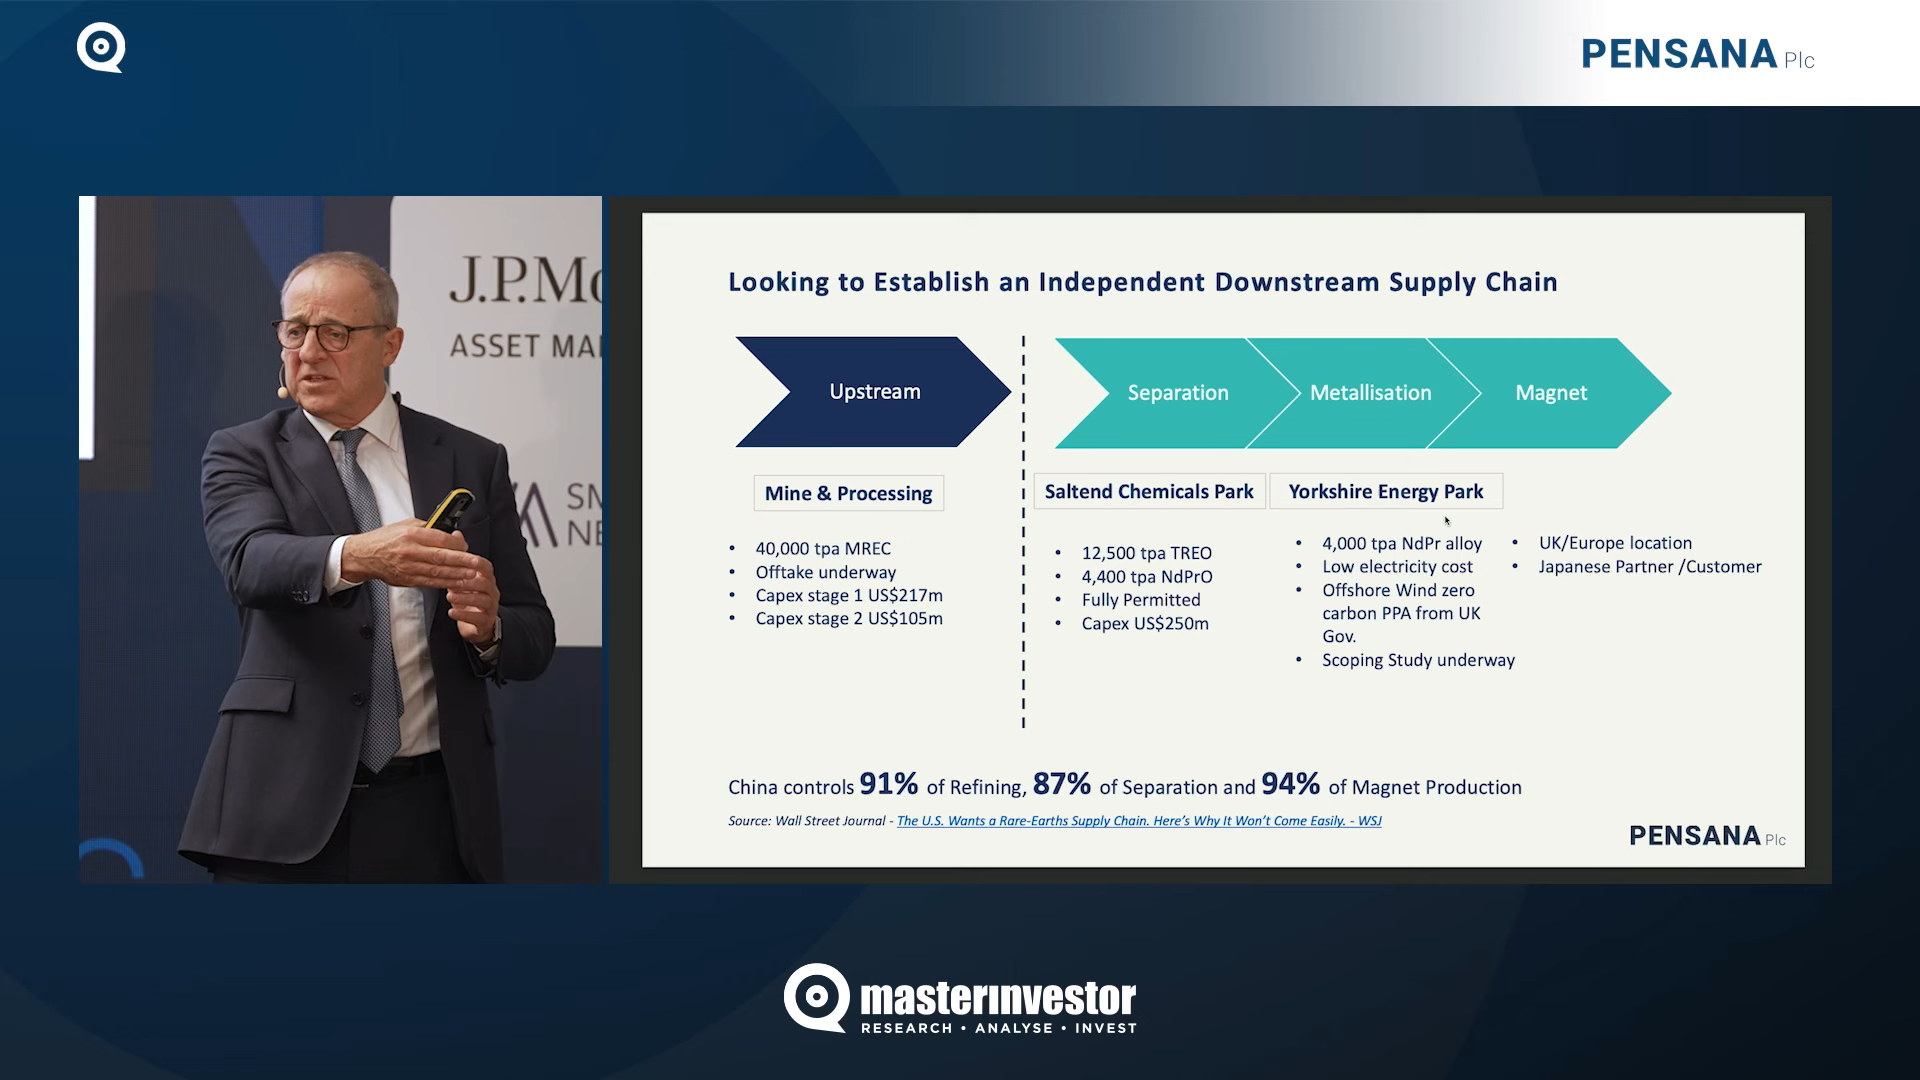 PENSANA Plc
J.P.Mo
ASSET MA
SM
NE
Looking to Establish an Independent Downstream Supply Chain
Upstream
Separation
Metallisation
Magnet
Mine & Processing
Saltend Chemicals Park
Yorkshire Energy Park
• 40,000 tpa MREC
• Offtake underway
• Capex stage 1 US$217m
• Capex stage 2 US$105m
• 12,500 tpa TREO
• 4,400 tpa NdPrO
• Fully Permitted
• Capex US$250m
• 4,000 tpa NdPr alloy
• Low electricity cost
• Offshore Wind zero
carbon PPA from UK
Gov.
• Scoping Study underway
• UK/Europe location
• Japanese Partner /Customer
China controls 91% of Refining, 87% of Separation and 94% of Magnet Production
Source: Wall Street Journal - The U.S. Wants a Rare-Earths Supply Chain. Here's Why It Won't Come Easily. - WSJ
PENSANA Plc
masterinvestor
RESEARCH • ANALYSE • INVEST